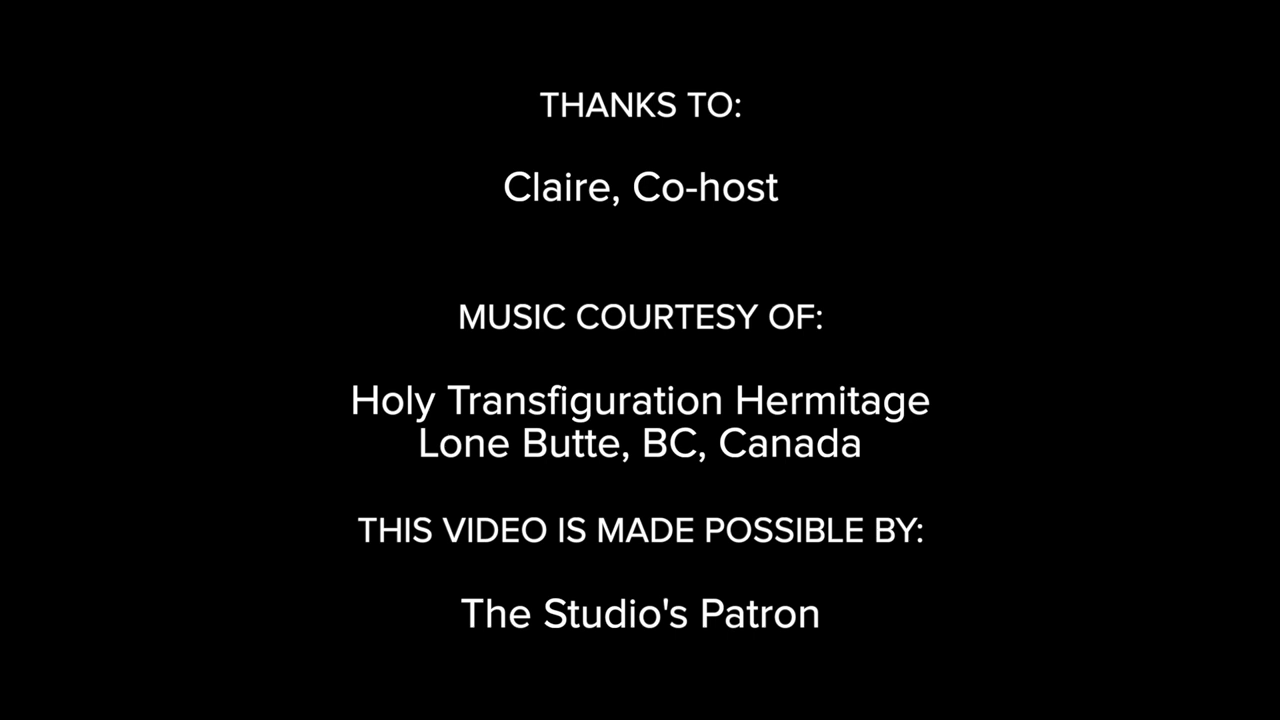 THANKS TO:
Claire, Co-host
MUSIC COURTESY OF:
Holy Transfiguration Hermitage
Lone Butte, BC, Canada
THIS VIDEO IS MADE POSSIBLE BY:
The Studio's Patron